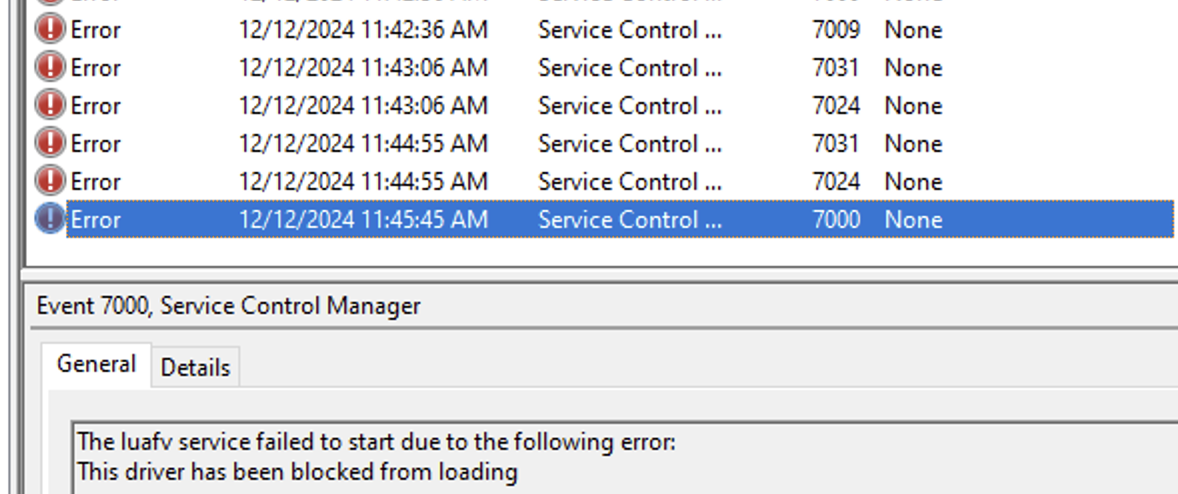 Error 12/12/2024 11:42:36 AM Service Control ... 7009 None
Error 12/12/2024 11:43:06 AM Service Control ... 7031 None
Error 12/12/2024 11:43:06 AM Service Control ... 7024 None
Error 12/12/2024 11:44:55 AM Service Control ... 7031 None
Error 12/12/2024 11:44:55 AM Service Control ... 7024 None
Error 12/12/2024 11:45:45 AM Service Control ... 7000 None
Event 7000, Service Control Manager
General Details
The luafv service failed to start due to the following error:
This driver has been blocked from loading